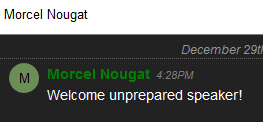 Morcel Nougat
December 29th
M
Morcel Nougat 4:28PM
Welcome unprepared speaker!